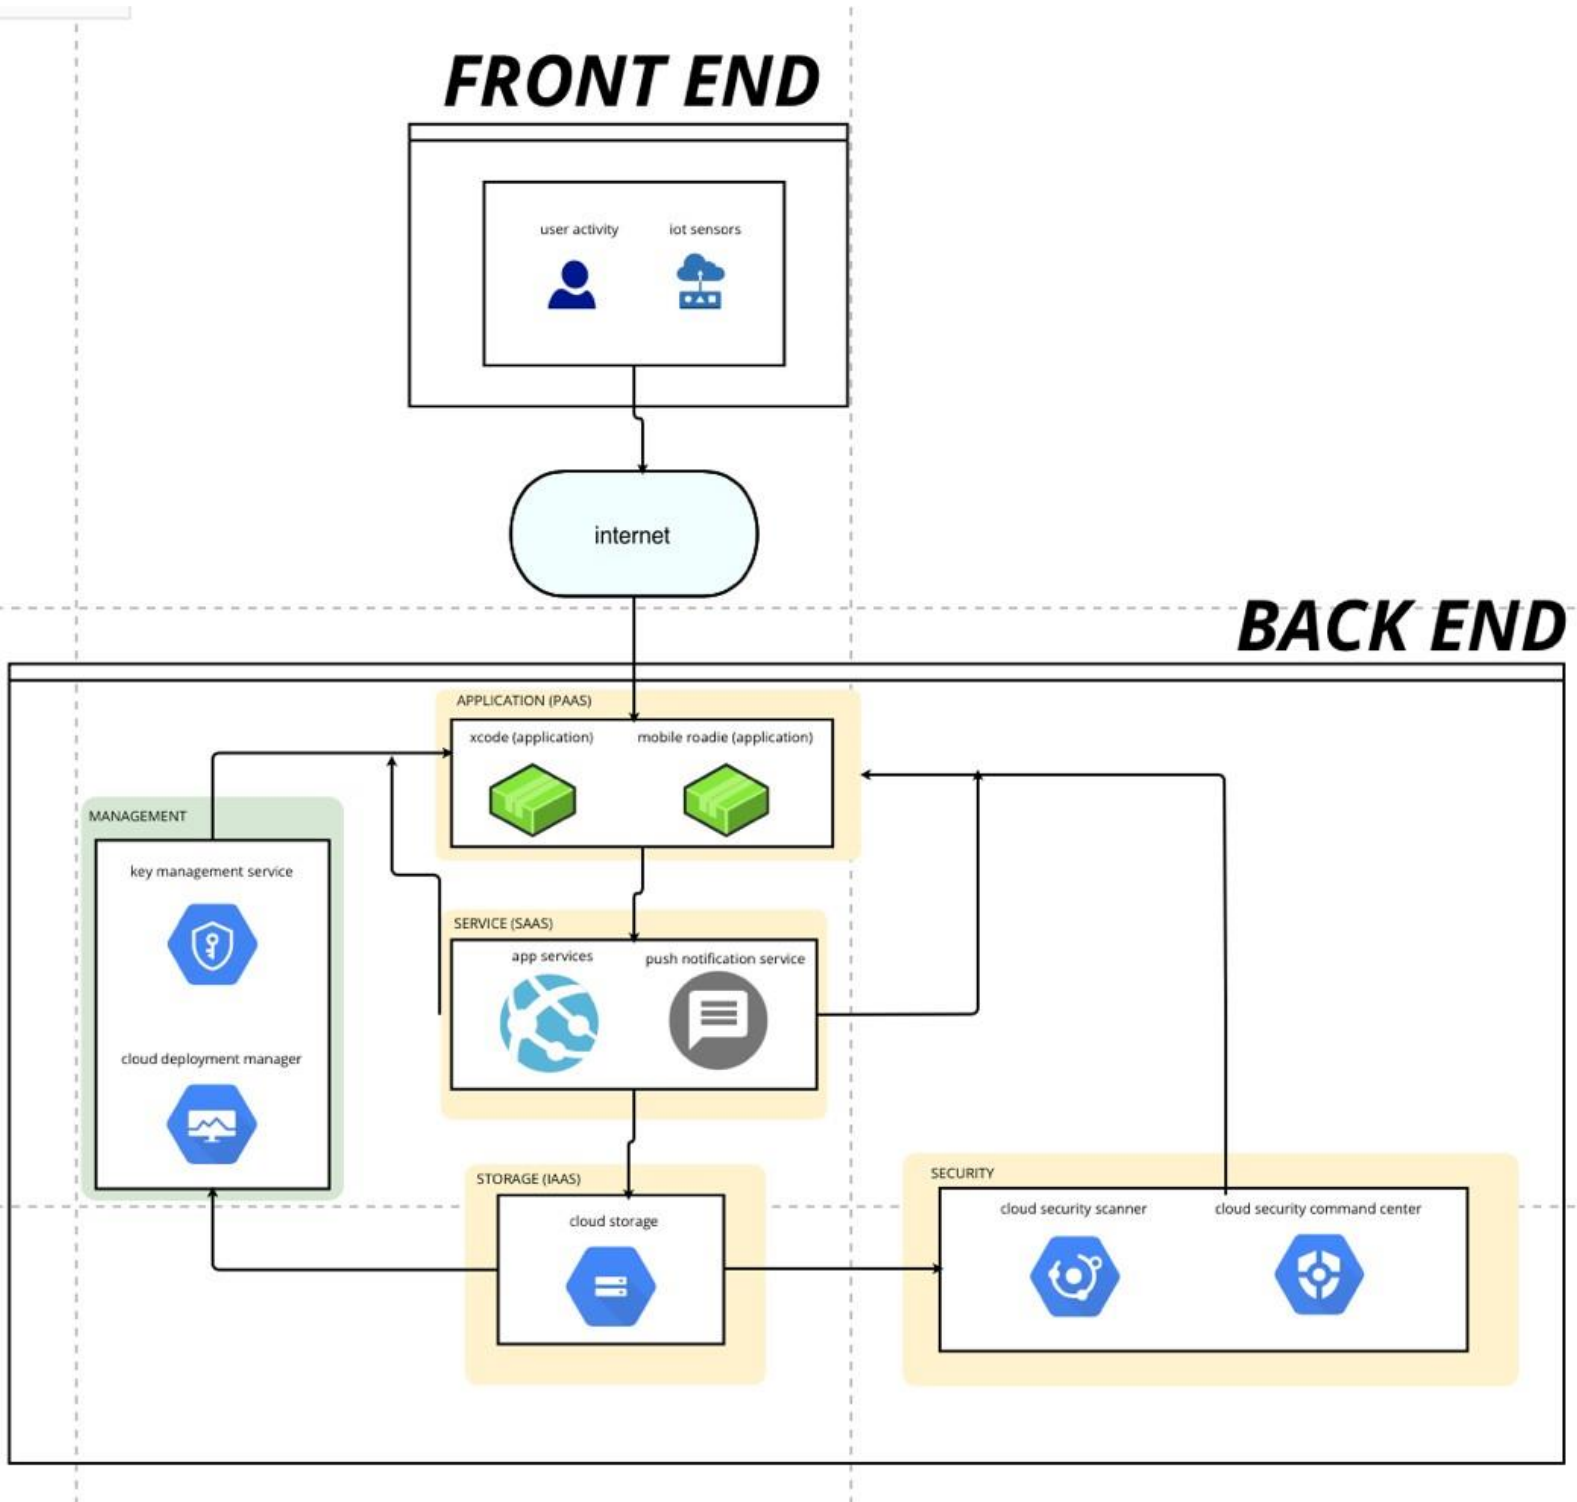 FRONT END
user activity
iot sensors
internet
BACK END
APPLICATION (PAAS)
xcode (application)
mobile roadie (application)
MANAGEMENT
key management service
cloud deployment manager
SERVICE (SAAS)
app services
push notification service
STORAGE (IAAS)
cloud storage
SECURITY
cloud security scanner
cloud security command center